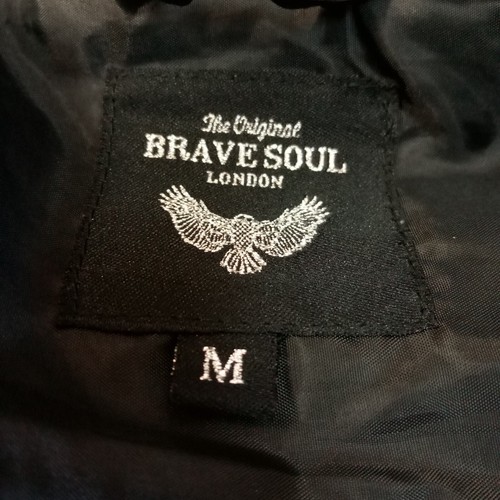 The Original
BRAVE SOUL
LONDON
M